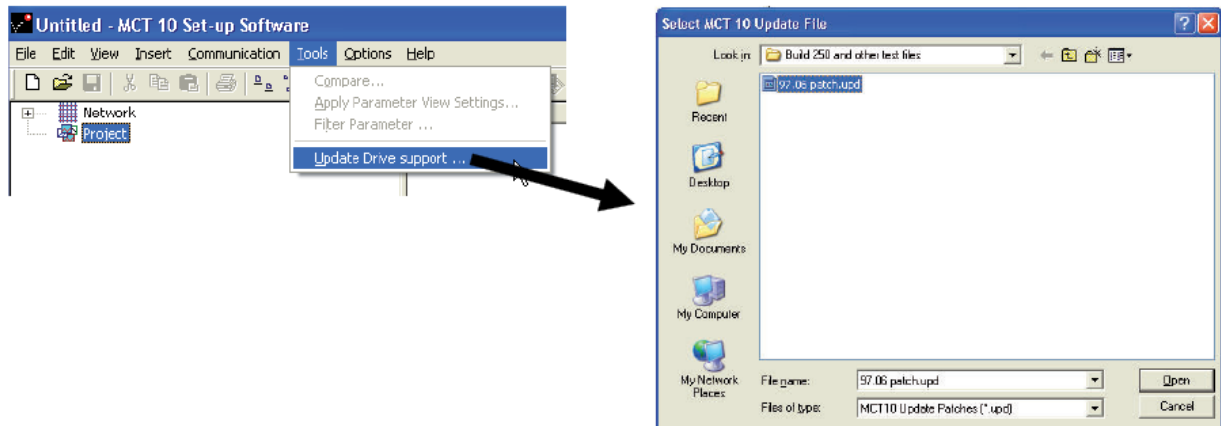 Untitled - MCT 10 Set-up Software
File Edit View Insert Communication Tools Options Help
Compare...
Apply Parameter View Settings...
Filter Parameter ...
Update Drive support ...
Network
Project
Select MCT 10 Update File
Look in: Build 250 and other test files
97.06 patch.upd
Recent
Desktop
My Documents
My Computer
My Network
Places
File name: 97.06 patch.upd Open
Files of type: MCT10 Update Patches (*.upd) Cancel